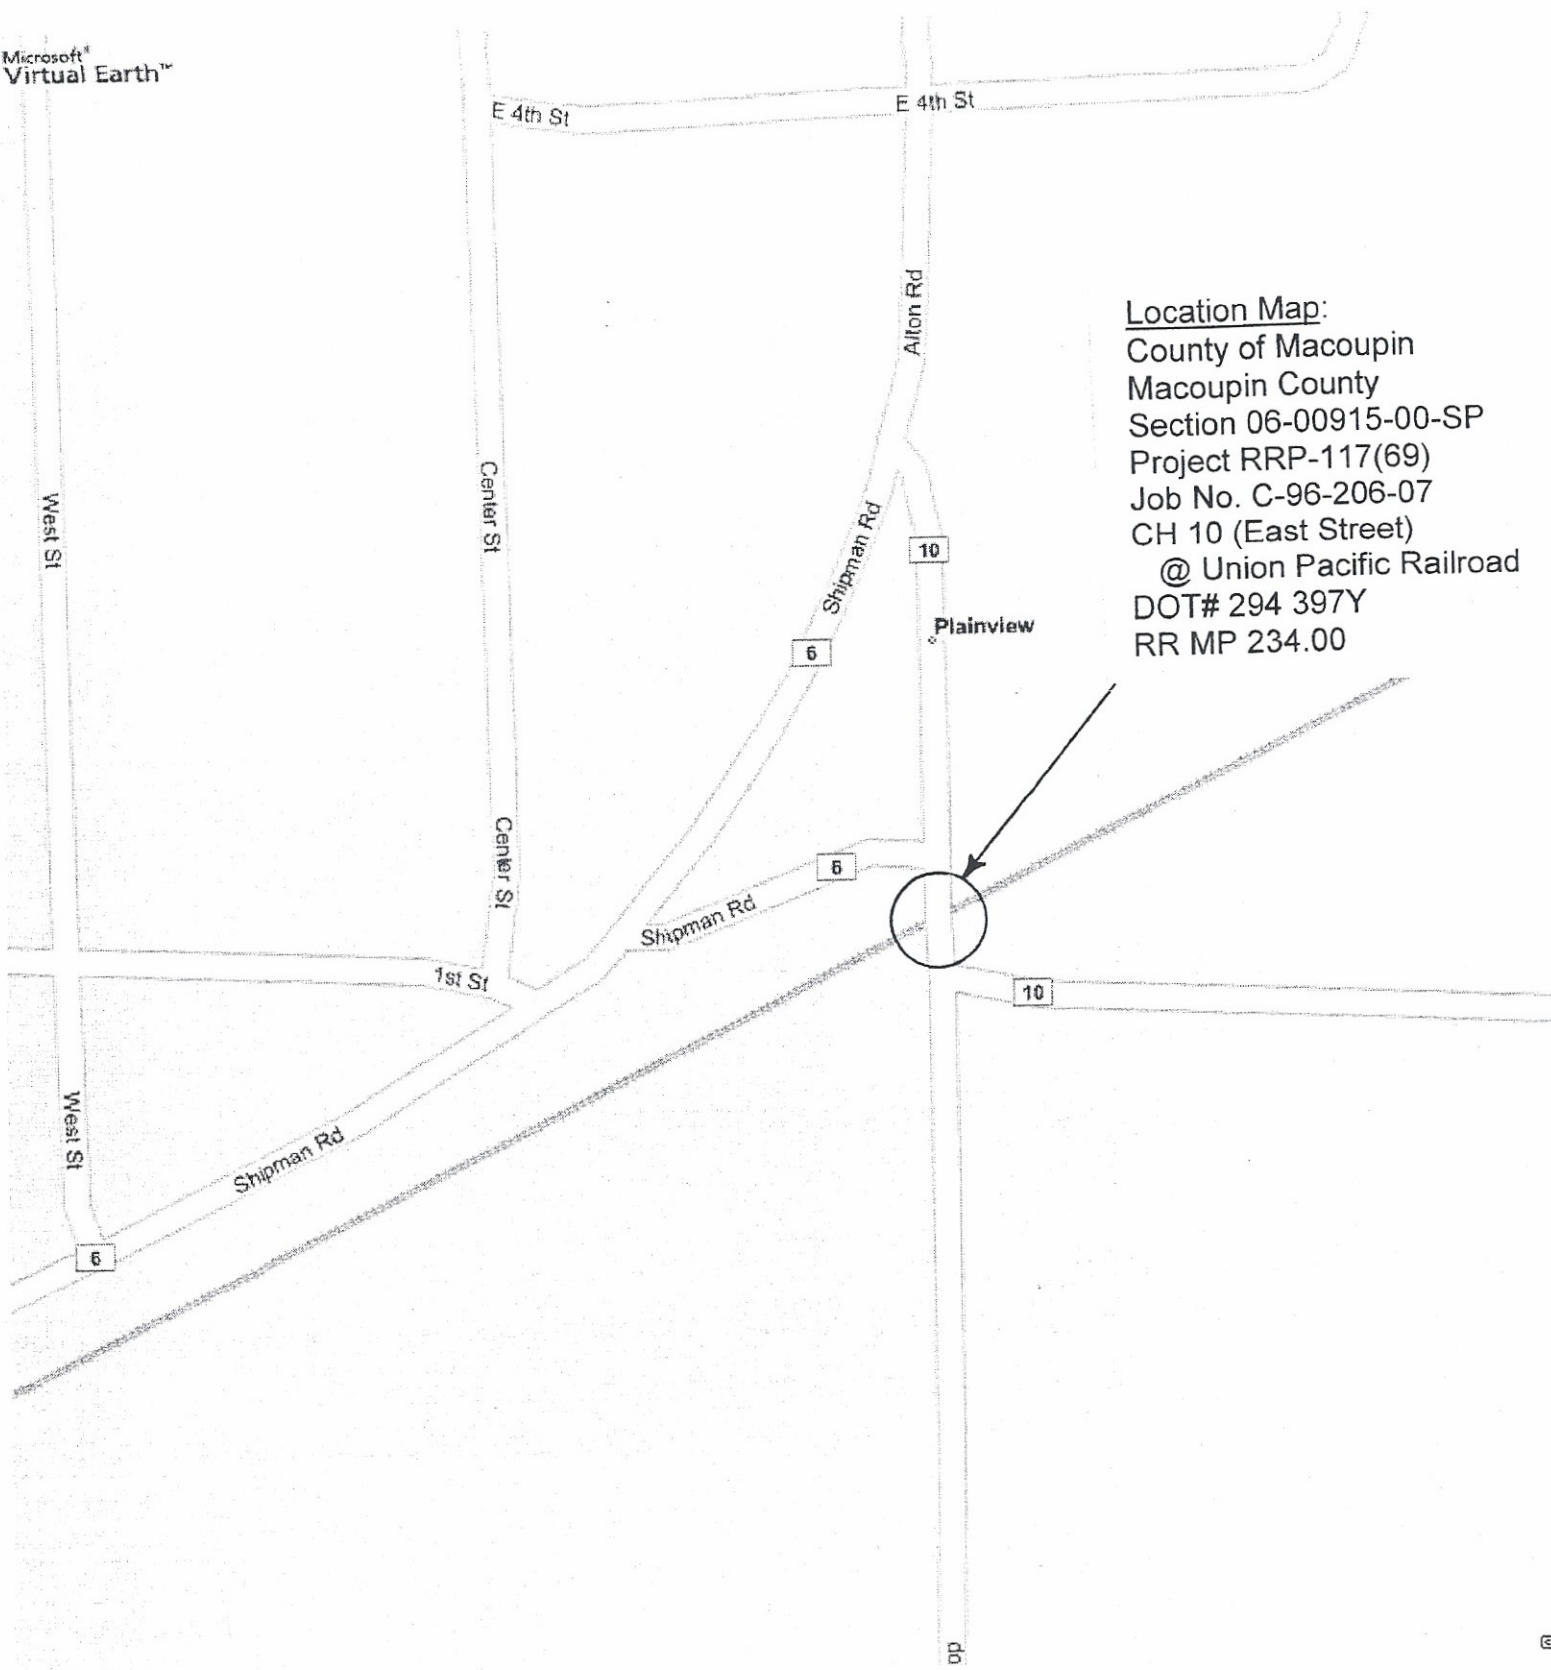 Microsoft®
Virtual Earth™
E 4th St
E 4th St
Alton Rd
Location Map:
County of Macoupin
Macoupin County
Section 06-00915-00-SP
Project RRP-117(69)
Job No. C-96-206-07
CH 10 (East Street)
@ Union Pacific Railroad
DOT# 294 397Y
RR MP 234.00
West St
Center St
Shipman Rd
10
Plainview
6
Center St
6
Shipman Rd
1st St
10
West St
Shipman Rd
6